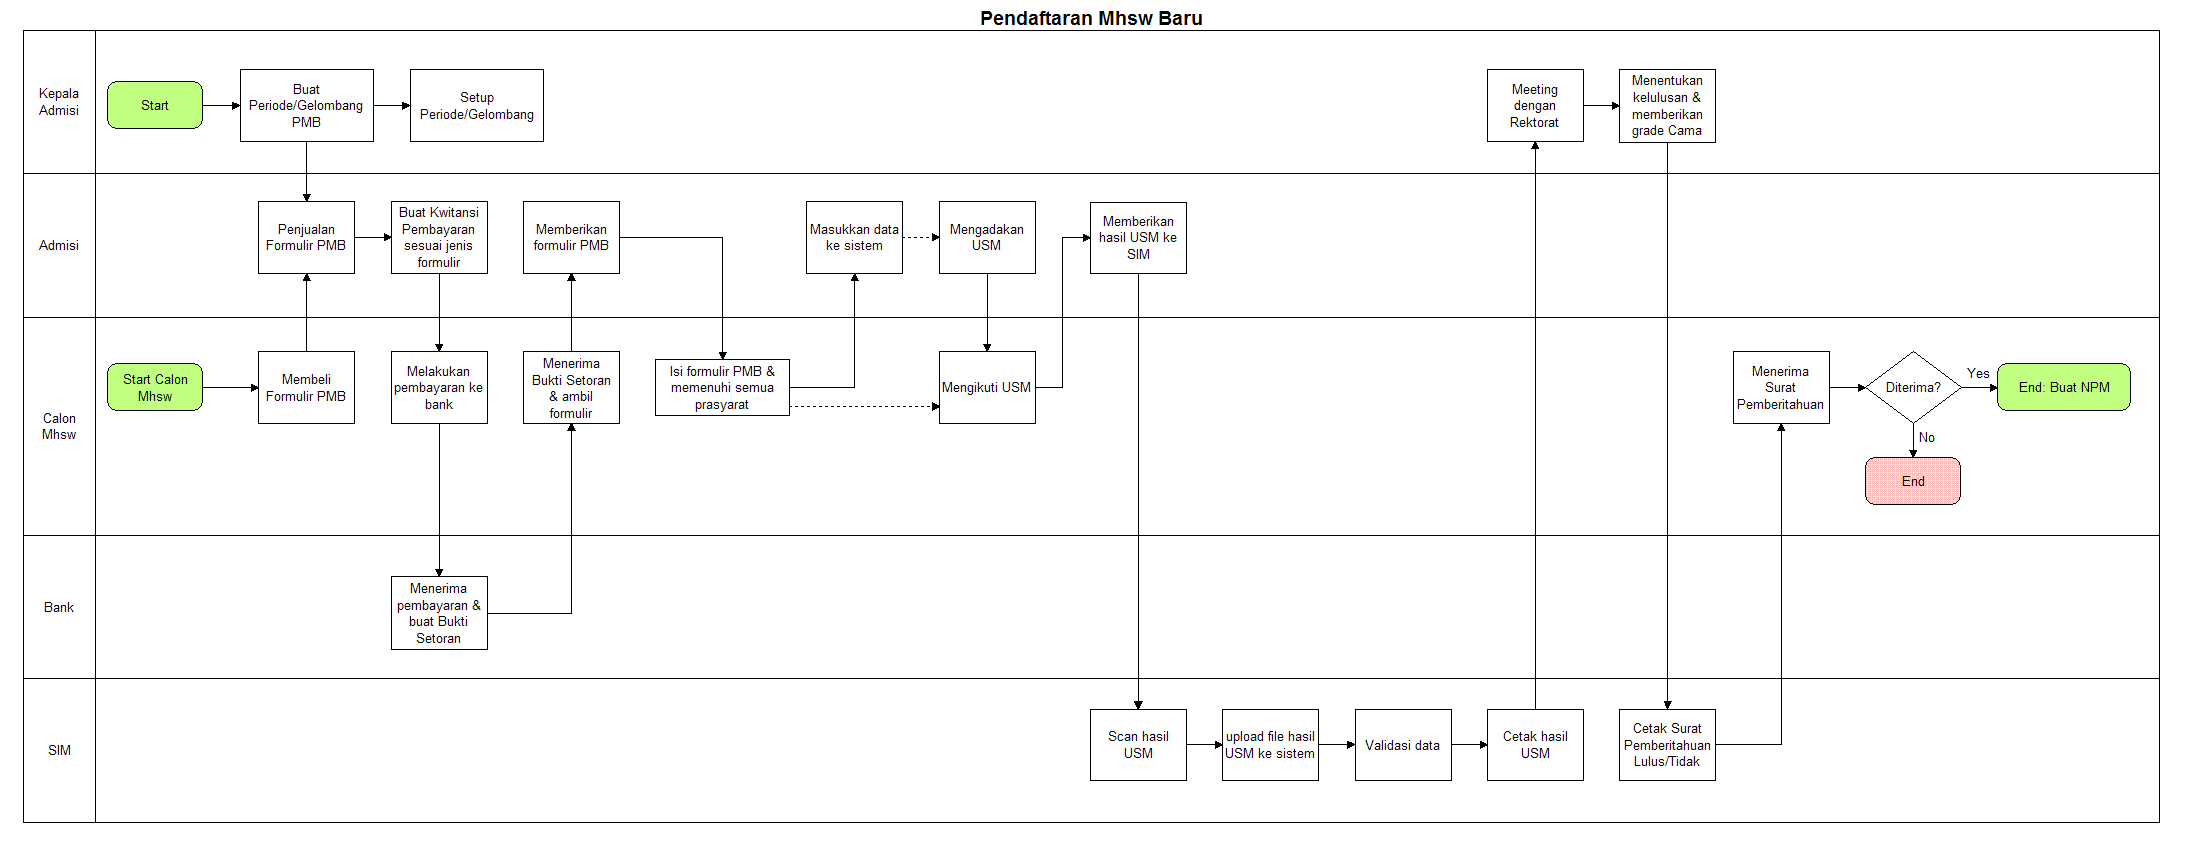 Pendaftaran Mhsw Baru
Kepala
Admisi
Start
Buat
Periode/Gelombang
PMB
Setup
Periode/Gelombang
Meeting
dengan
Rektorat
Menentukan
kelulusan &
memberikan
grade Cama
Admisi
Penjualan
Formulir PMB
Buat Kwitansi
Pembayaran
sesuai jenis
formulir
Memberikan
formulir PMB
Masukkan data
ke sistem
Mengadakan
USM
Memberikan
hasil USM ke
SIM
Calon
Mhsw
Start Calon
Mhsw
Membeli
Formulir PMB
Melakukan
pembayaran ke
bank
Menerima
Bukti Setoran
& ambil
formulir
Isi formulir PMB &
memenuhi semua
prasyarat
Mengikuti USM
Menerima
Surat
Pemberitahuan
Diterima?
Yes
End: Buat NPM
No
End
Bank
Menerima
pembayaran &
buat Bukti
Setoran
SIM
Scan hasil
USM
upload file hasil
USM ke sistem
Validasi data
Cetak hasil
USM
Cetak Surat
Pemberitahuan
Lulus/Tidak